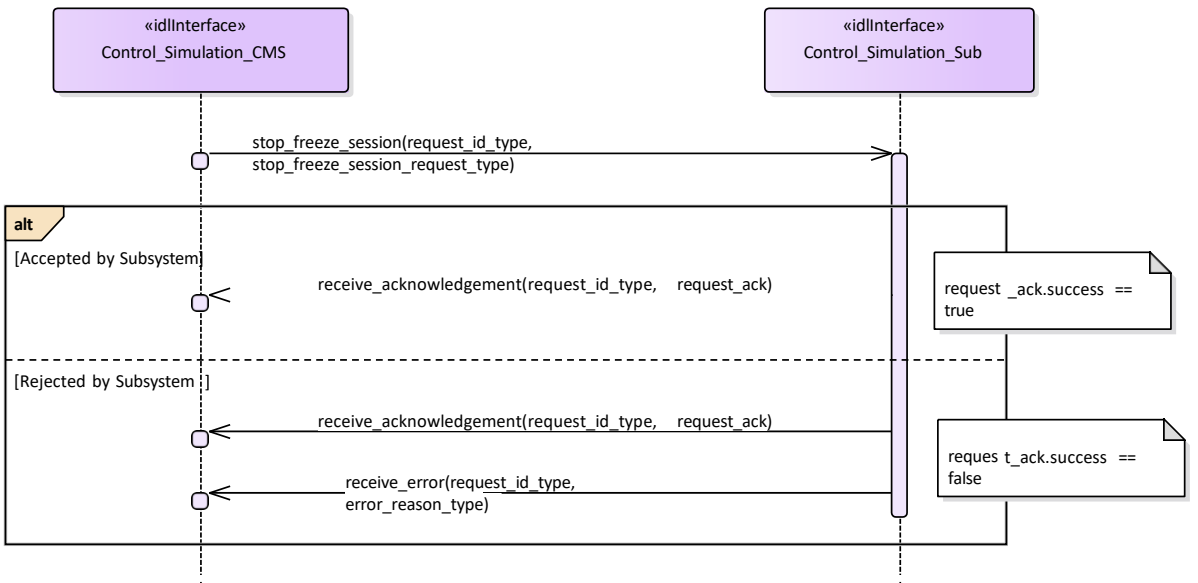 «idlInterface»
Control_Simulation_CMS
«idlInterface»
Control_Simulation_Sub
stop_freeze_session(request_id_type,
stop_freeze_session_request_type)
alt
[Accepted by Subsystem]
receive_acknowledgement(request_id_type, request_ack)
request _ack.success ==
true
[Rejected by Subsystem ]
receive_acknowledgement(request_id_type, request_ack)
reques t_ack.success ==
false
receive_error(request_id_type,
error_reason_type)